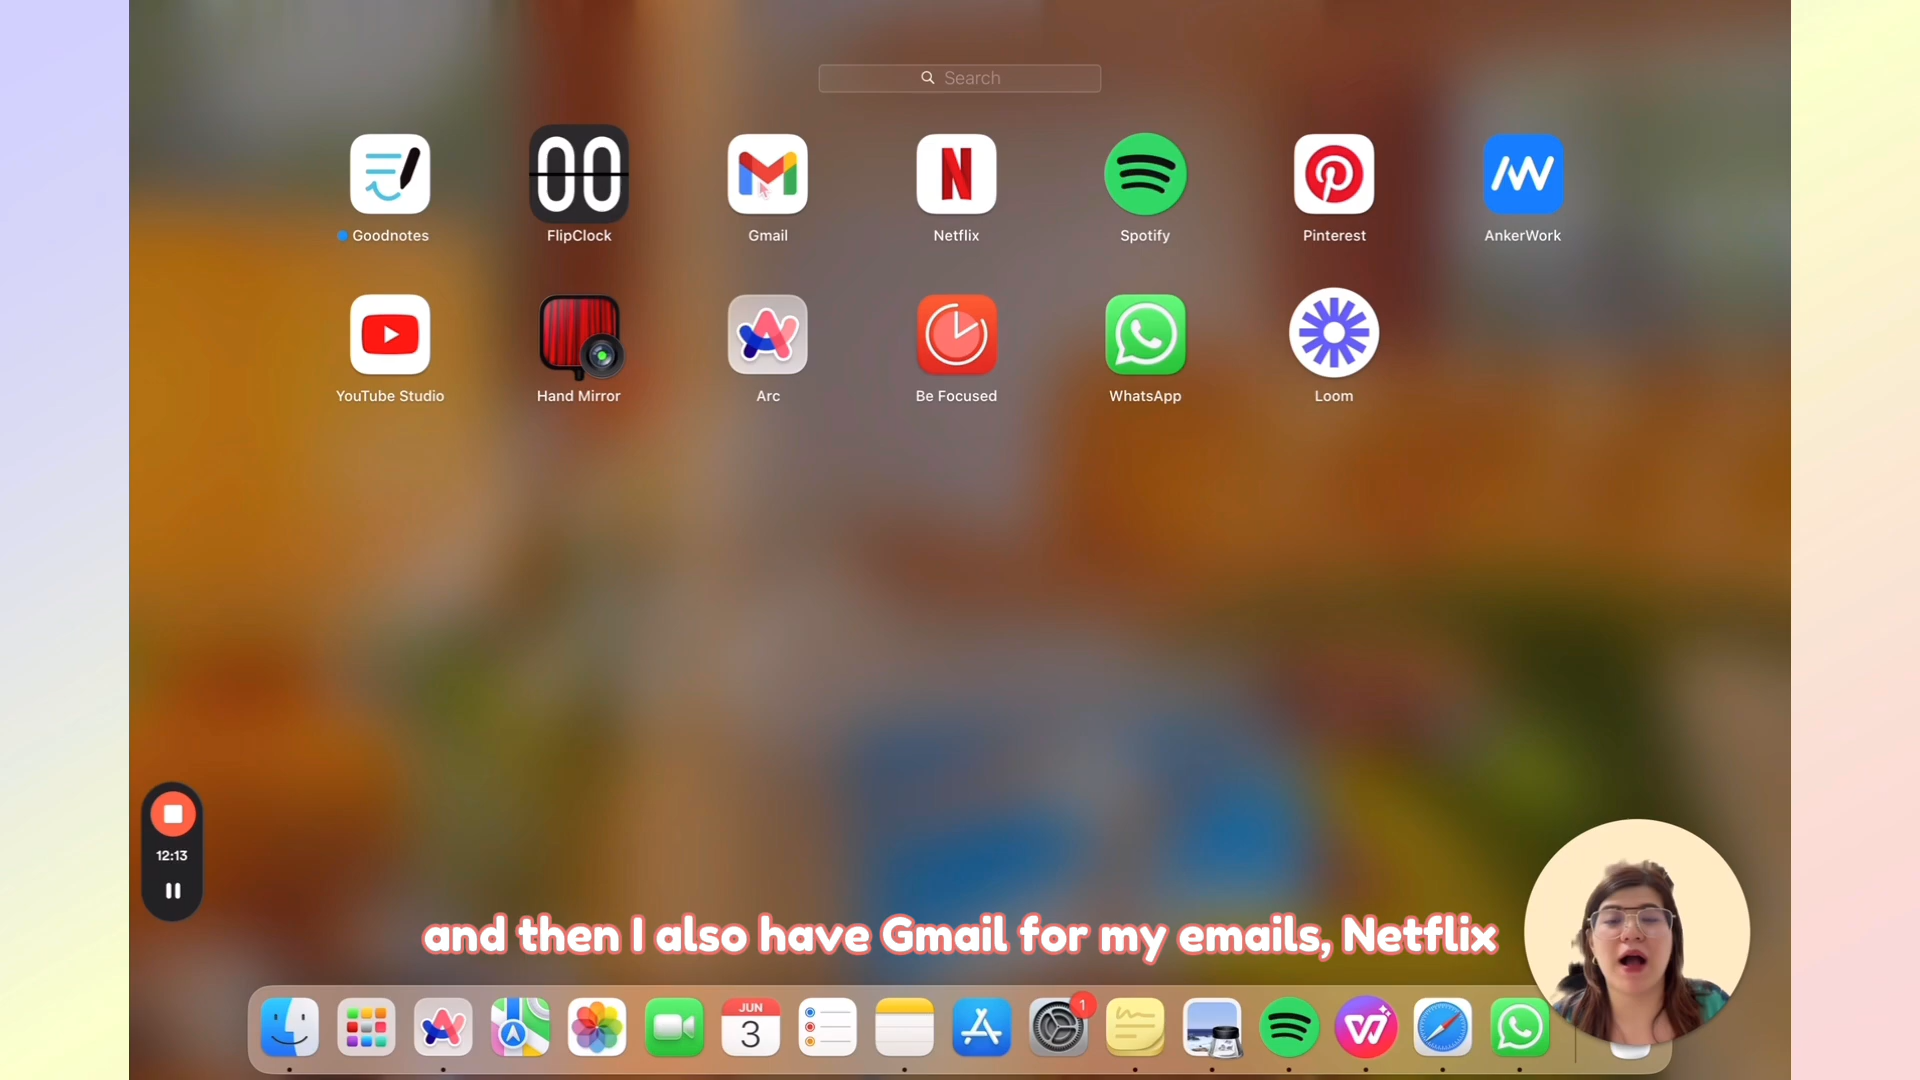 Search
00
Goodnotes FlipClock Gmail Netflix Spotify Pinterest AnkerWork
YouTube Studio Hand Mirror Arc Be Focused WhatsApp Loom
12:13
and then I also have Gmail for my emails, Netflix
JUN
3
1